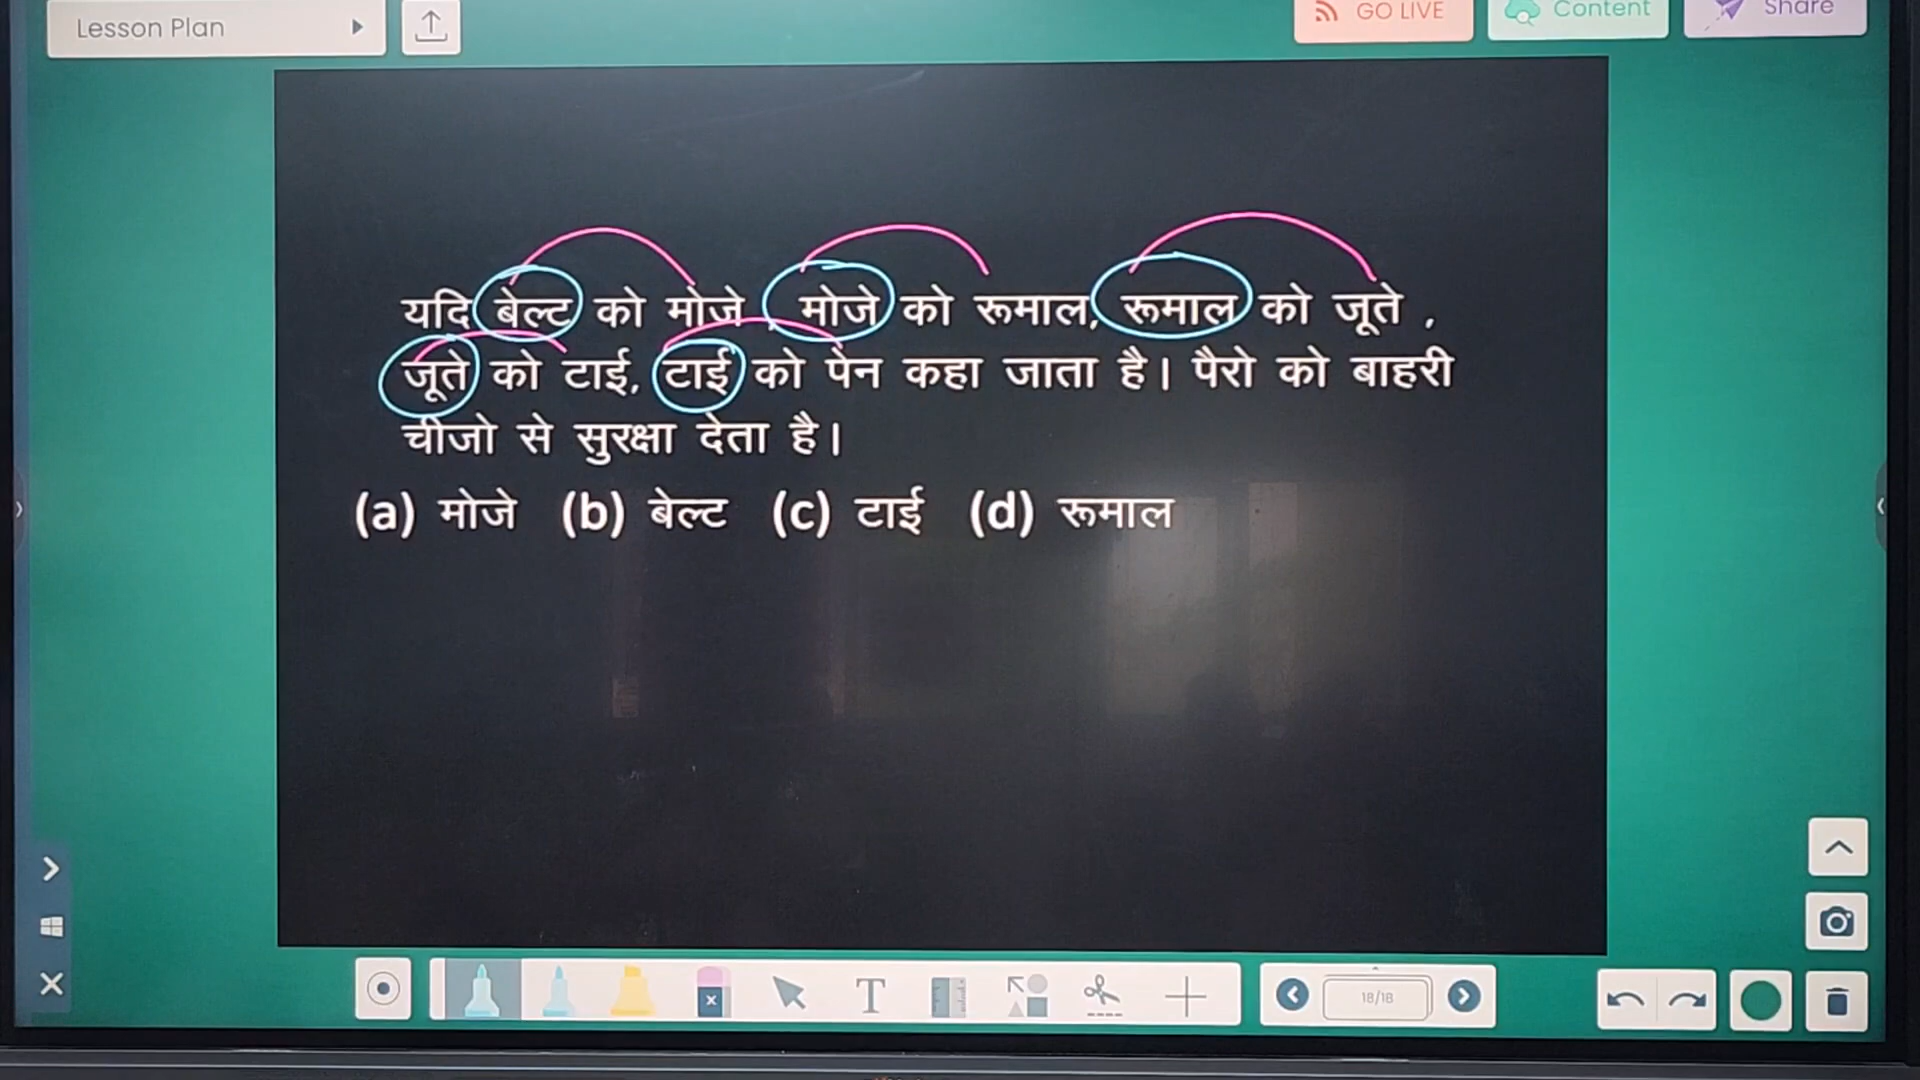 Lesson Plan
GO LIVE
Content
Share
यदि बेल्ट को मोजे , मोजे को रूमाल, रूमाल को जूते ,
जूते को टाई, टाई को पेन कहा जाता है। पैरो को बाहरी
चीजो से सुरक्षा देता है।
(a) मोजे (b) बेल्ट (c) टाई (d) रूमाल
T
18/18